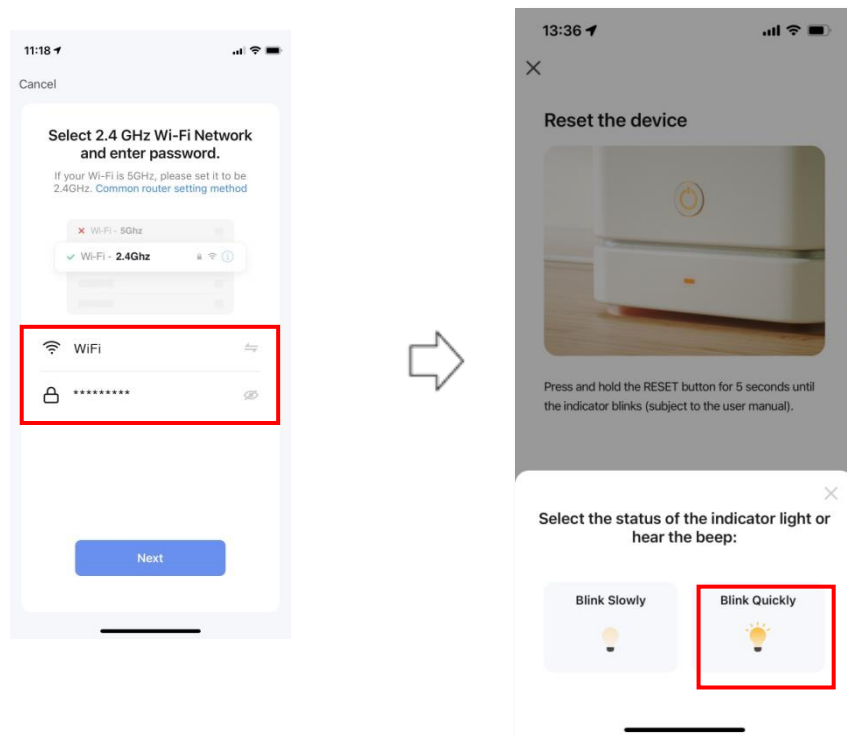 11:18
Cancel
Select 2.4 GHz Wi-Fi Network
and enter password.
If your Wi-Fi is 5GHz, please set it to be
2.4GHz. Common router setting method
Wi-Fi - 5Ghz
Wi-Fi - 2.4Ghz
WiFi
*********
Next
13:36
Reset the device
Press and hold the RESET button for 5 seconds until
the indicator blinks (subject to the user manual).
Select the status of the indicator light or
hear the beep:
Blink Slowly
Blink Quickly